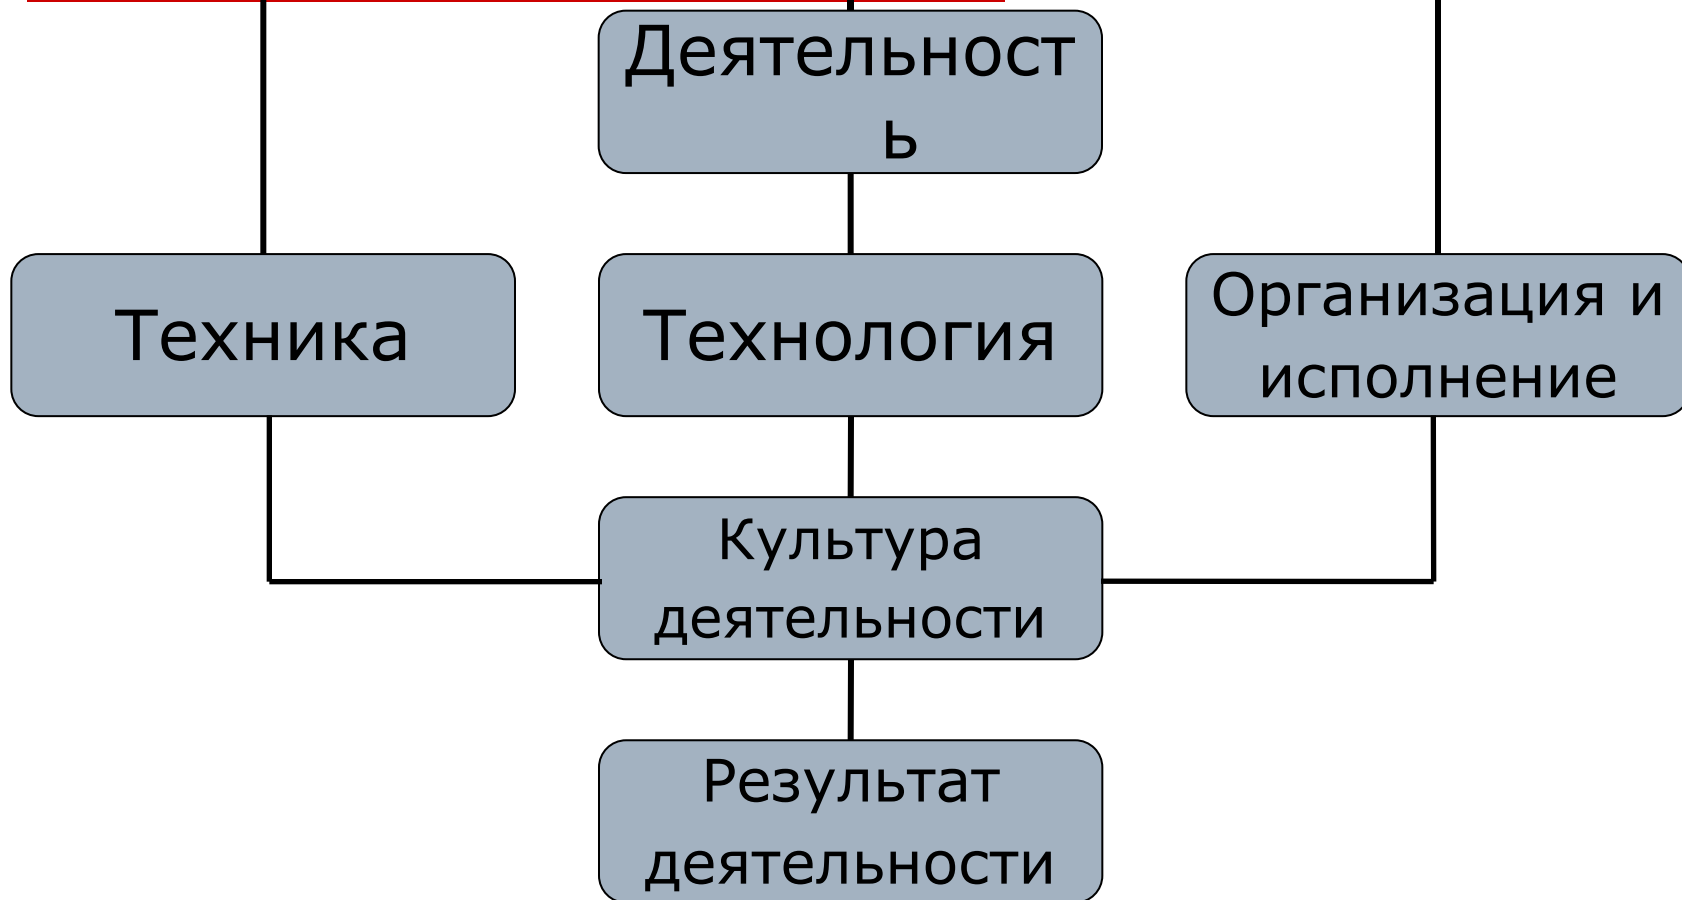 Деятельност
ь
Техника
Технология
Организация и
исполнение
Культура
деятельности
Результат
деятельности